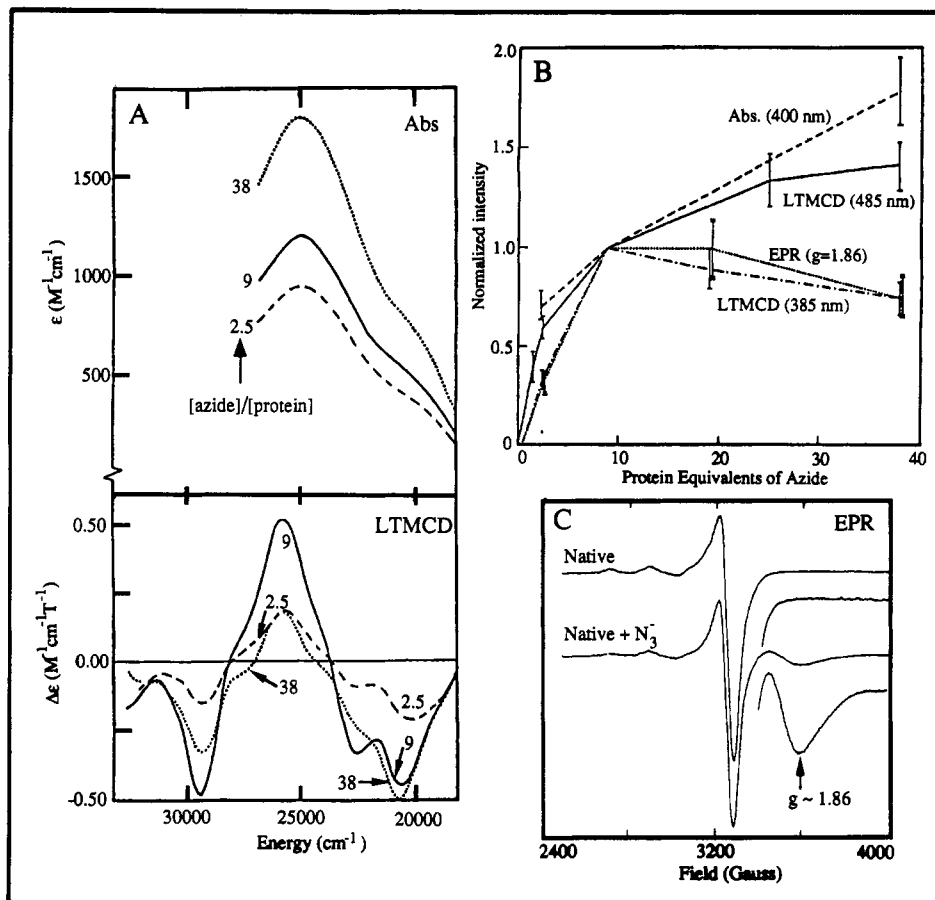 A
Abs
1500
1000
500
ε (M⁻¹cm⁻¹)
38
9
2.5
[azide]/[protein]
LTMCD
0.50
0.00
-0.50
Δε (M⁻¹cm⁻¹T⁻¹)
9
2.5
38
2.5
9
38
30000 25000 20000
Energy (cm⁻¹)
B
2.0
1.5
1.0
0.5
0
Normalized intensity
Abs. (400 nm)
LTMCD (485 nm)
EPR (g=1.86)
LTMCD (385 nm)
0 10 20 30 40
Protein Equivalents of Azide
C
EPR
Native
Native + N₃⁻
g ~ 1.86
2400 3200 4000
Field (Gauss)